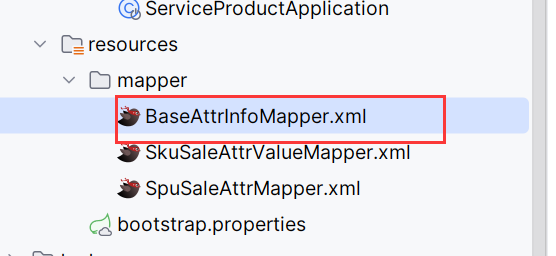 ServiceProductApplication
resources
mapper
BaseAttrInfoMapper.xml
SkuSaleAttrValueMapper.xml
SpuSaleAttrMapper.xml
bootstrap.properties